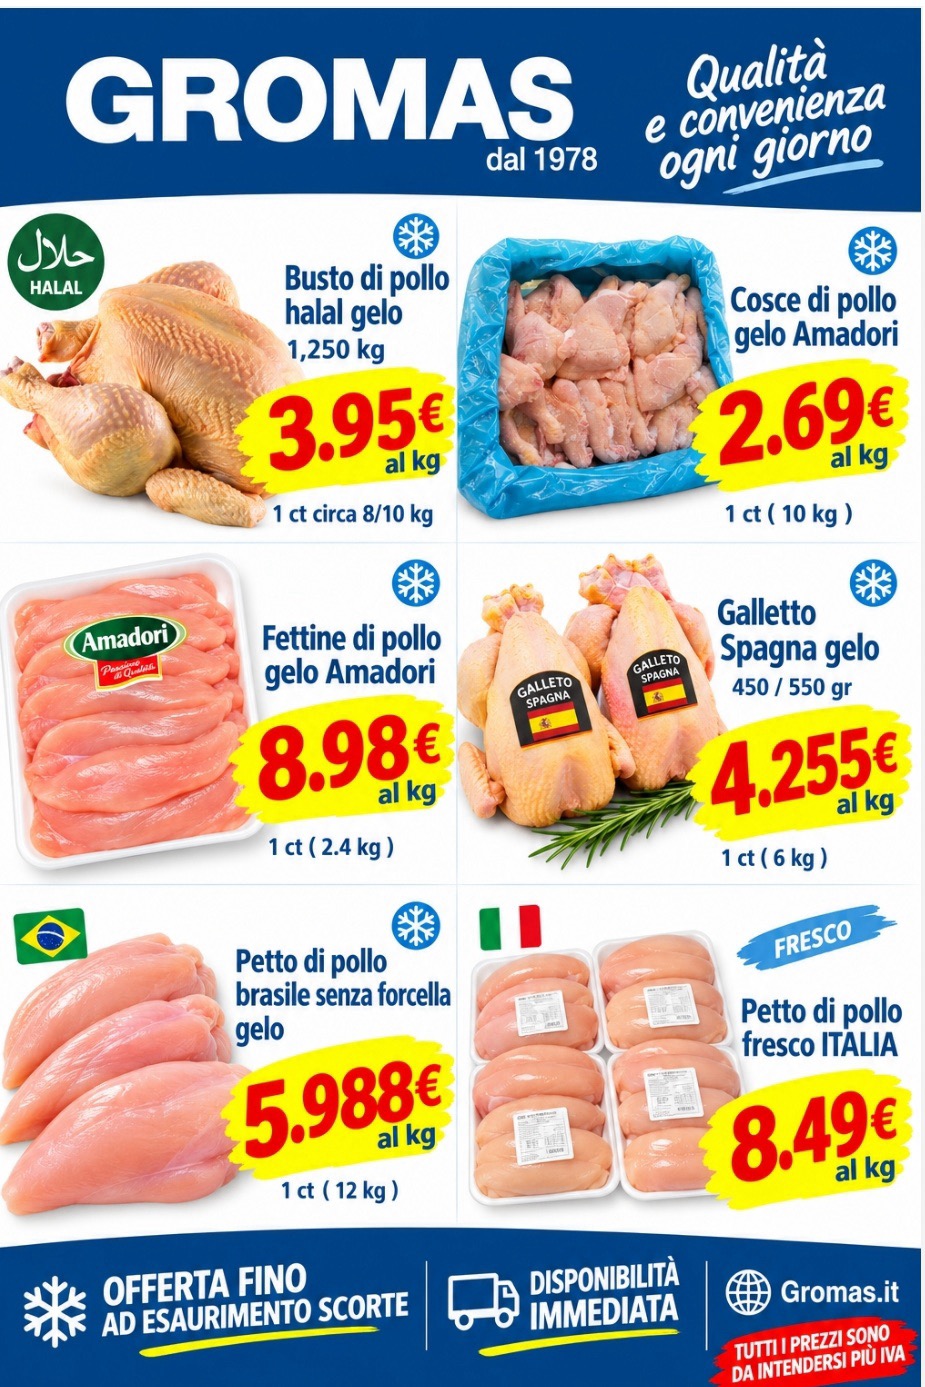 GROMAS
dal 1978
Qualità
e convenienza
ogni giorno
حلال
HALAL
Busto di pollo
halal gelo
1,250 kg
3.95€
al kg
1 ct circa 8/10 kg
Cosce di pollo
gelo Amadori
2.69€
al kg
1 ct ( 10 kg )
Amadori
Fettine di pollo
gelo Amadori
8.98€
al kg
1 ct ( 2.4 kg )
GALLETO
SPAGNA
GALLETO
SPAGNA
Galletto
Spagna gelo
450 / 550 gr
4.255€
al kg
1 ct ( 6 kg )
Petto di pollo
brasile senza forcella
gelo
5.988€
al kg
1 ct ( 12 kg )
FRESCO
Petto di pollo
fresco ITALIA
8.49€
al kg
OFFERTA FINO
AD ESAURIMENTO SCORTE
DISPONIBILITÀ
IMMEDIATA
Gromas.it
TUTTI I PREZZI SONO
DA INTENDERSI PIÙ IVA